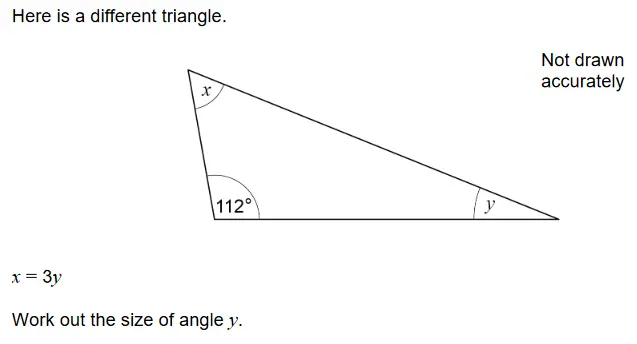 Here is a different triangle.
Not drawn
accurately
x
112°
y
x = 3y
Work out the size of angle y.